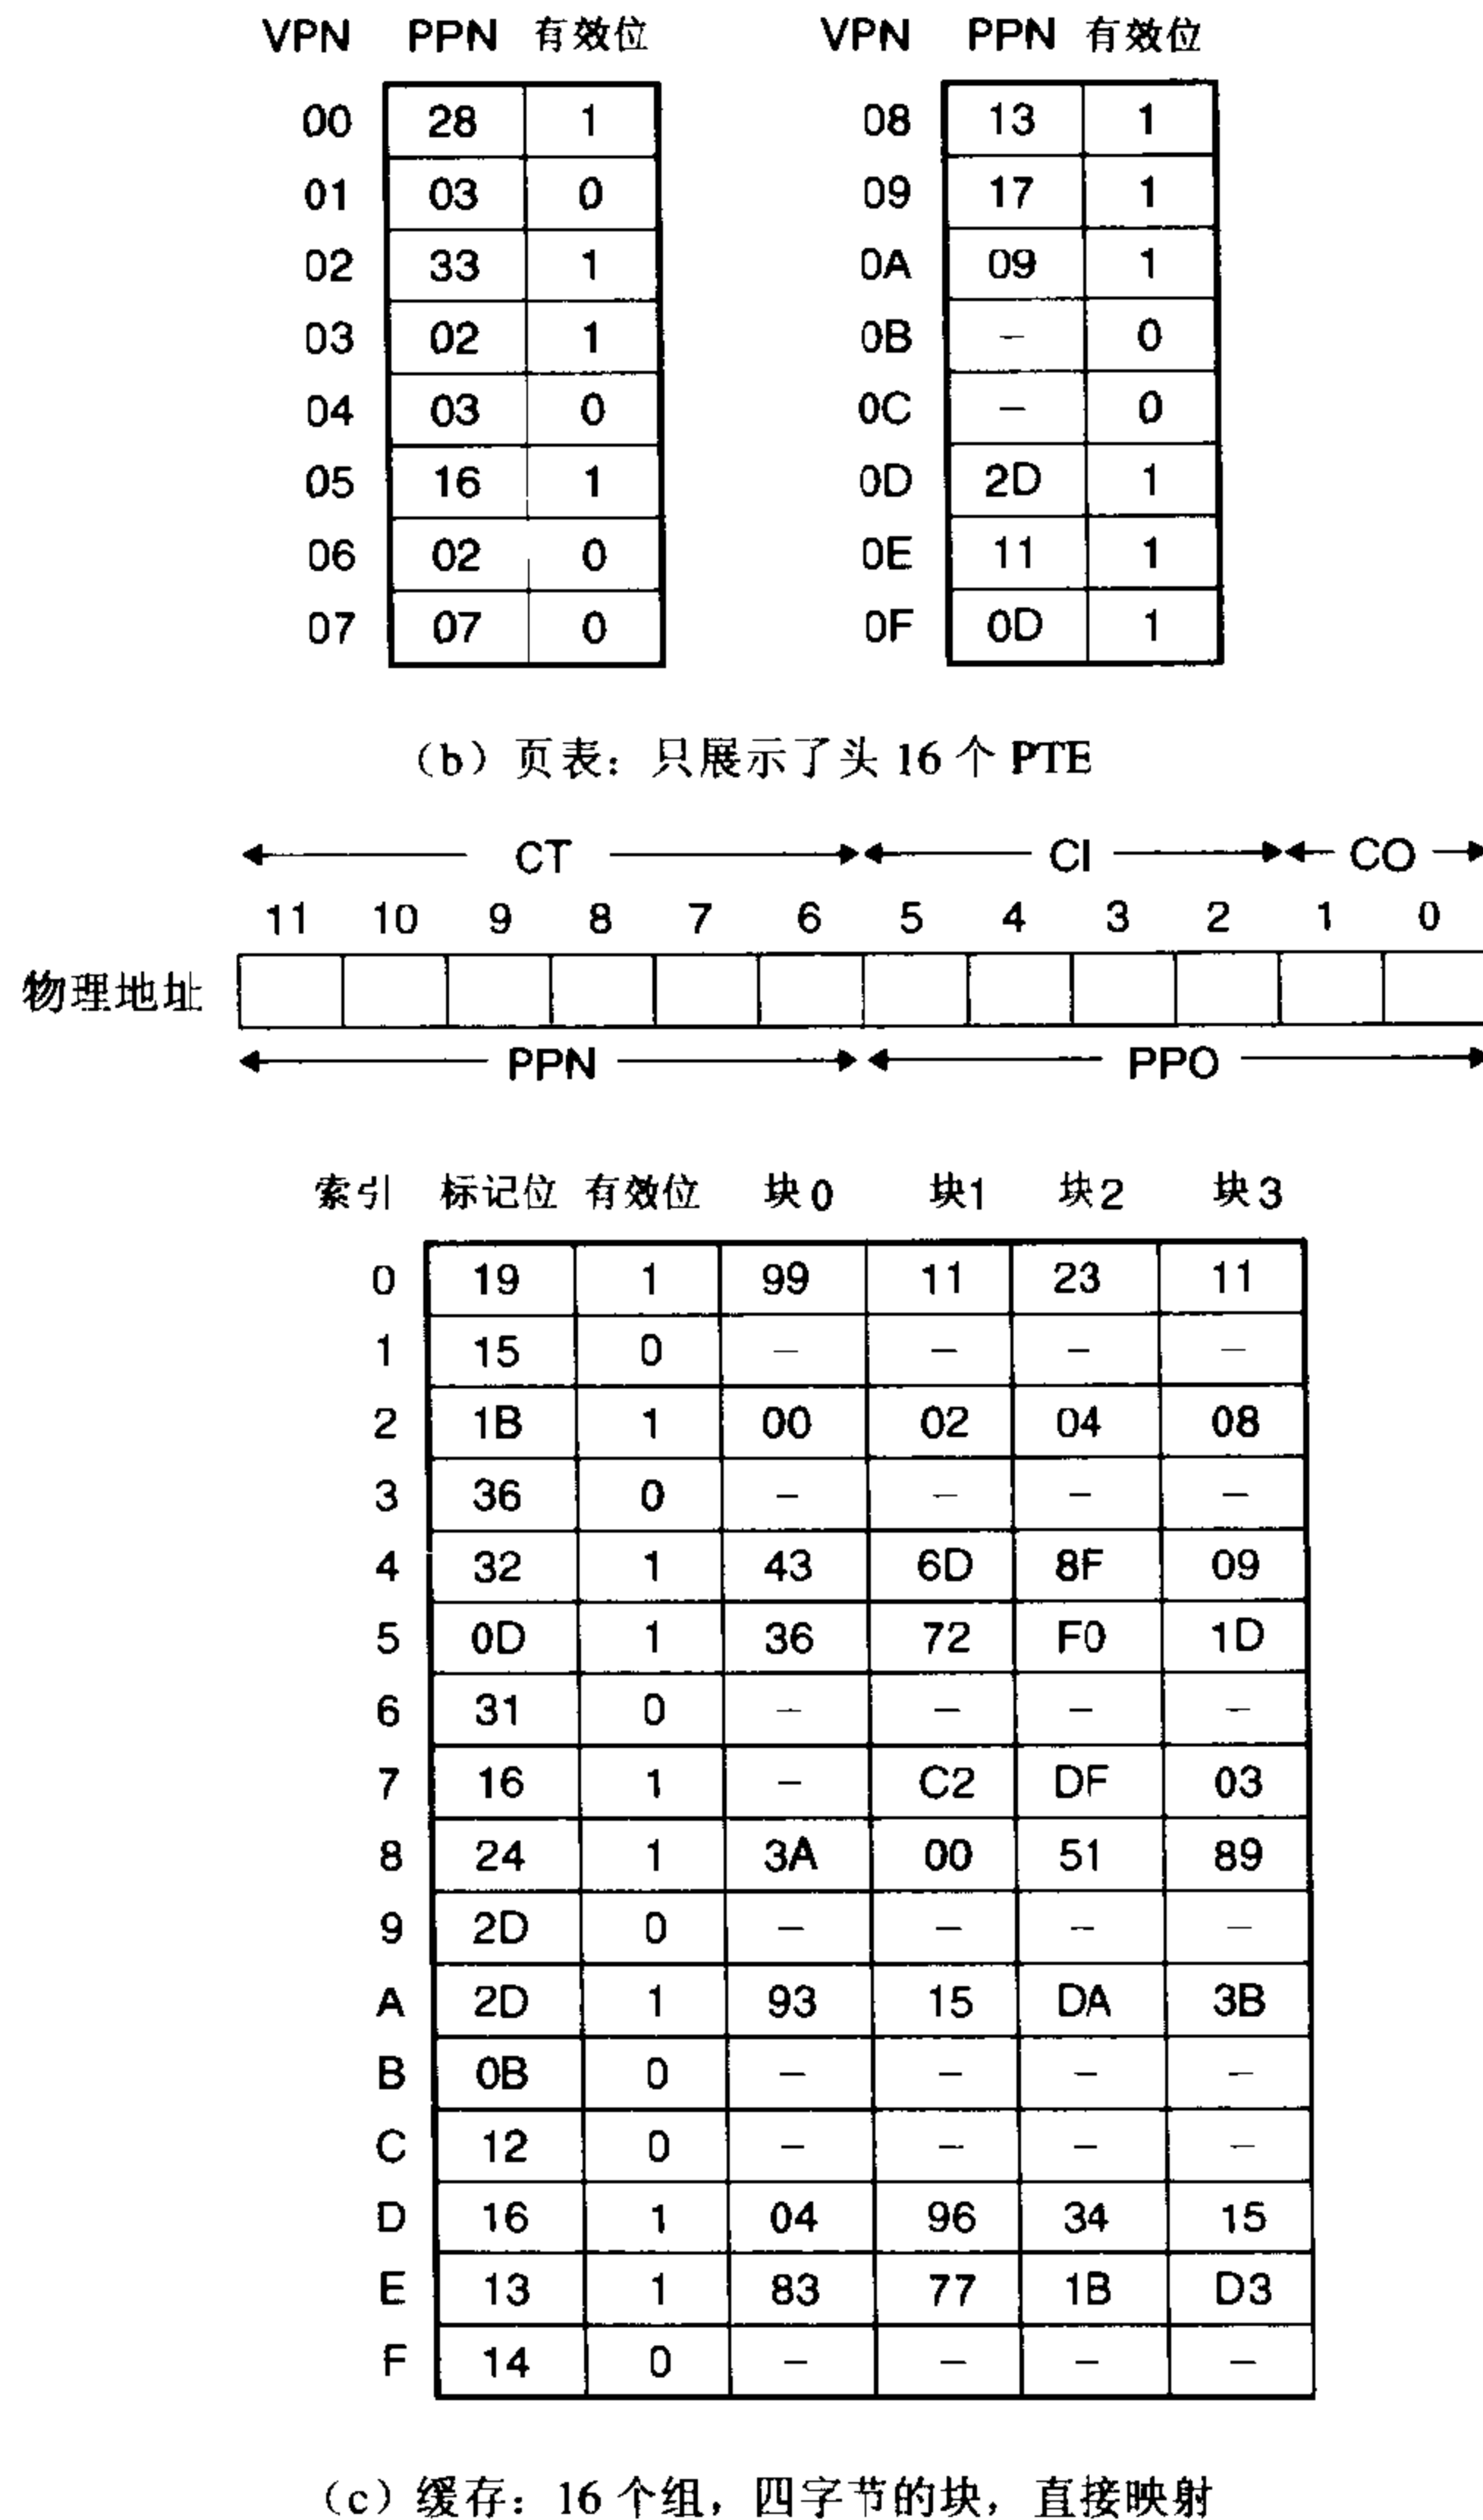 VPN PPN 有效位 VPN PPN 有效位
00 28 1 08 13 1
01 03 0 09 17 1
02 33 1 0A 09 1
03 02 1 0B – 0
04 03 0 0C – 0
05 16 1 0D 2D 1
06 02 0 0E 11 1
07 07 0 0F 0D 1
（b）页表：只展示了头 16 个 PTE
CT CI CO
11 10 9 8 7 6 5 4 3 2 1 0
物理地址
PPN PPO
索引 标记位 有效位 块0 块1 块2 块3
0 19 1 99 11 23 11
1 15 0 – – – –
2 1B 1 00 02 04 08
3 36 0 – – – –
4 32 1 43 6D 8F 09
5 0D 1 36 72 F0 1D
6 31 0 – – – –
7 16 1 – C2 DF 03
8 24 1 3A 00 51 89
9 2D 0 – – – –
A 2D 1 93 15 DA 3B
B 0B 0 – – – –
C 12 0 – – – –
D 16 1 04 96 34 15
E 13 1 83 77 1B D3
F 14 0 – – – –
（c）缓存：16 个组，四字节的块，直接映射